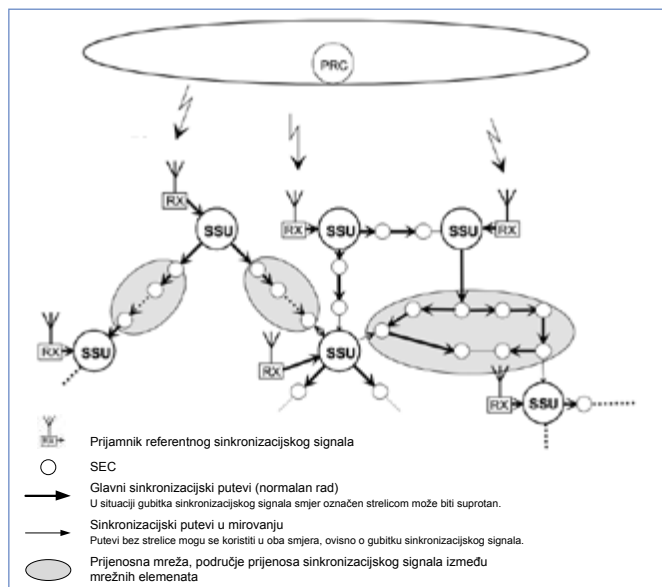 PRC
RX
SSU
RX
SSU
SSU
RX
RX
SSU
RX
SSU
RX
SSU
RX
Prijamnik referentnog sinkronizacijskog signala
SEC
Glavni sinkronizacijski putevi (normalan rad)
U situaciji gubitka sinkronizacijskog signala smjer označen strelicom može biti suprotan.
Sinkronizacijski putevi u mirovanju
Putevi bez strelice mogu se koristiti u oba smjera, ovisno o gubitku sinkronizacijskog signala.
Prijenosna mreža, područje prijenosa sinkronizacijskog signala između
mrežnih elemenata